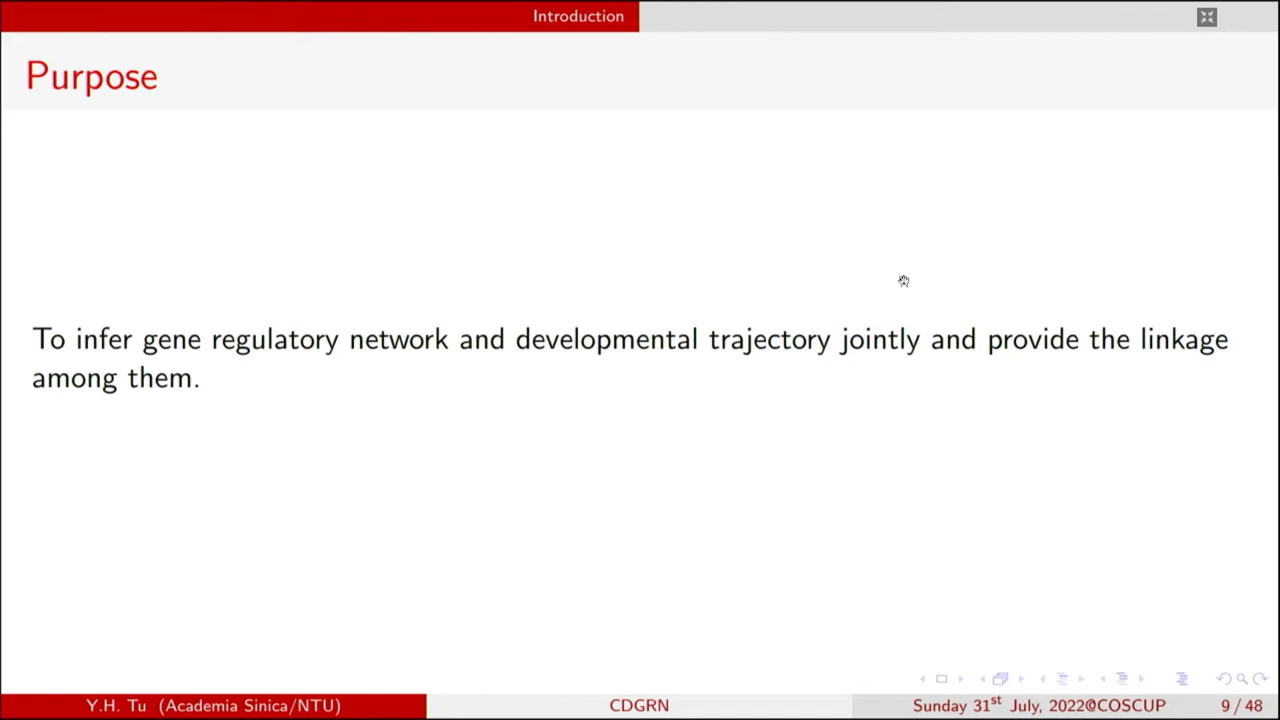 Introduction
Purpose
To infer gene regulatory network and developmental trajectory jointly and provide the linkage
among them.
Y.H. Tu (Academia Sinica/NTU) CDGRN Sunday 31st July, 2022@COSCUP 9 / 48